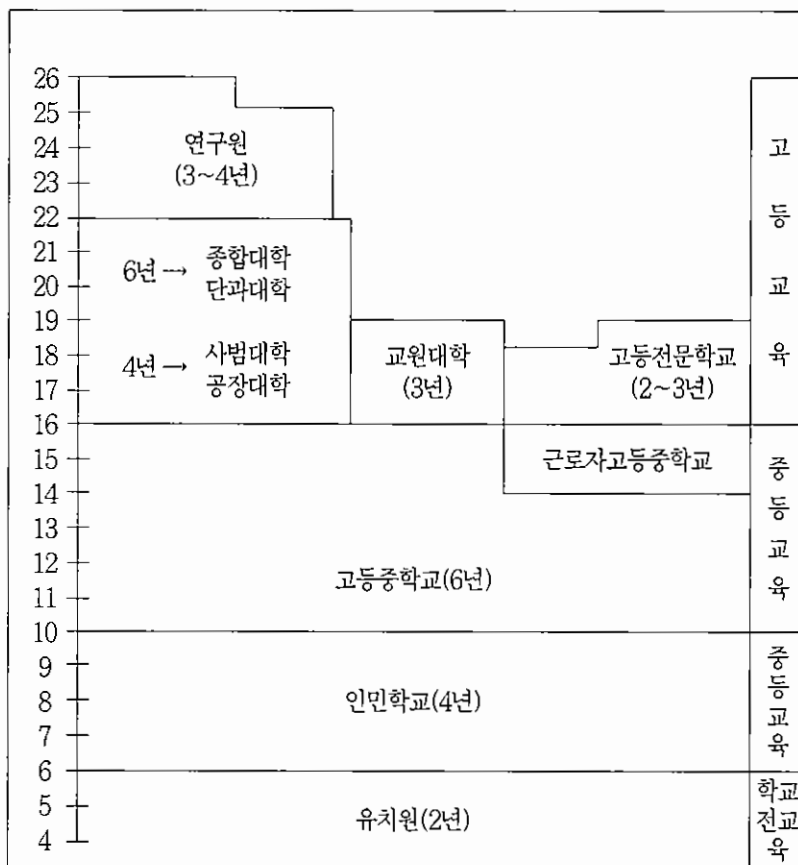 26
25
24
23
22
21
20
19
18
17
16
15
14
13
12
11
10
9
8
7
6
5
4
연구원
(3~4년)
6년→ 종합대학
단과대학
4년→ 사범대학
공장대학
교원대학
(3년)
고등전문학교
(2~3년)
근로자고등중학교
고등중학교(6년)
인민학교(4년)
유치원(2년)
고
등
교
육
중
등
교
육
중
등
교
육
학교
전교
육